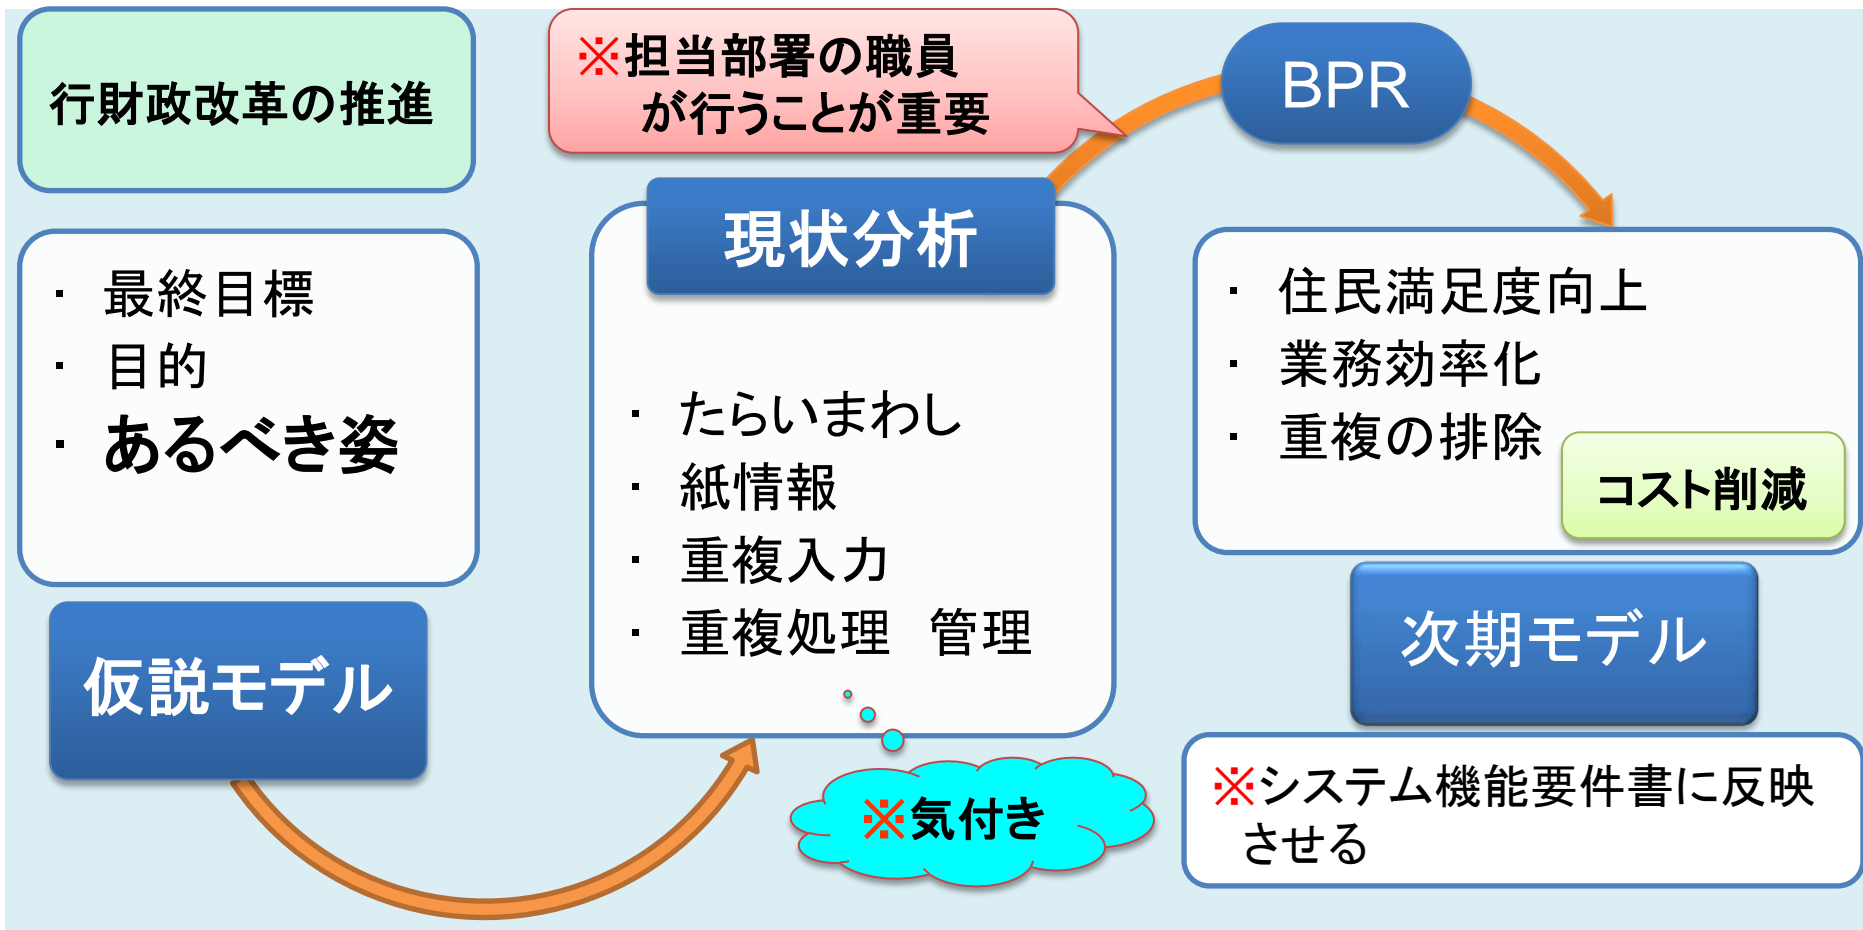 行財政改革の推進
・ 最終目標
・ 目的
・ あるべき姿
仮説モデル
※担当部署の職員
が行うことが重要
現状分析
・ たらいまわし
・ 紙情報
・ 重複入力
・ 重複処理　管理
※気付き
BPR
・ 住民満足度向上
・ 業務効率化
・ 重複の排除
コスト削減
次期モデル
※システム機能要件書に反映
させる